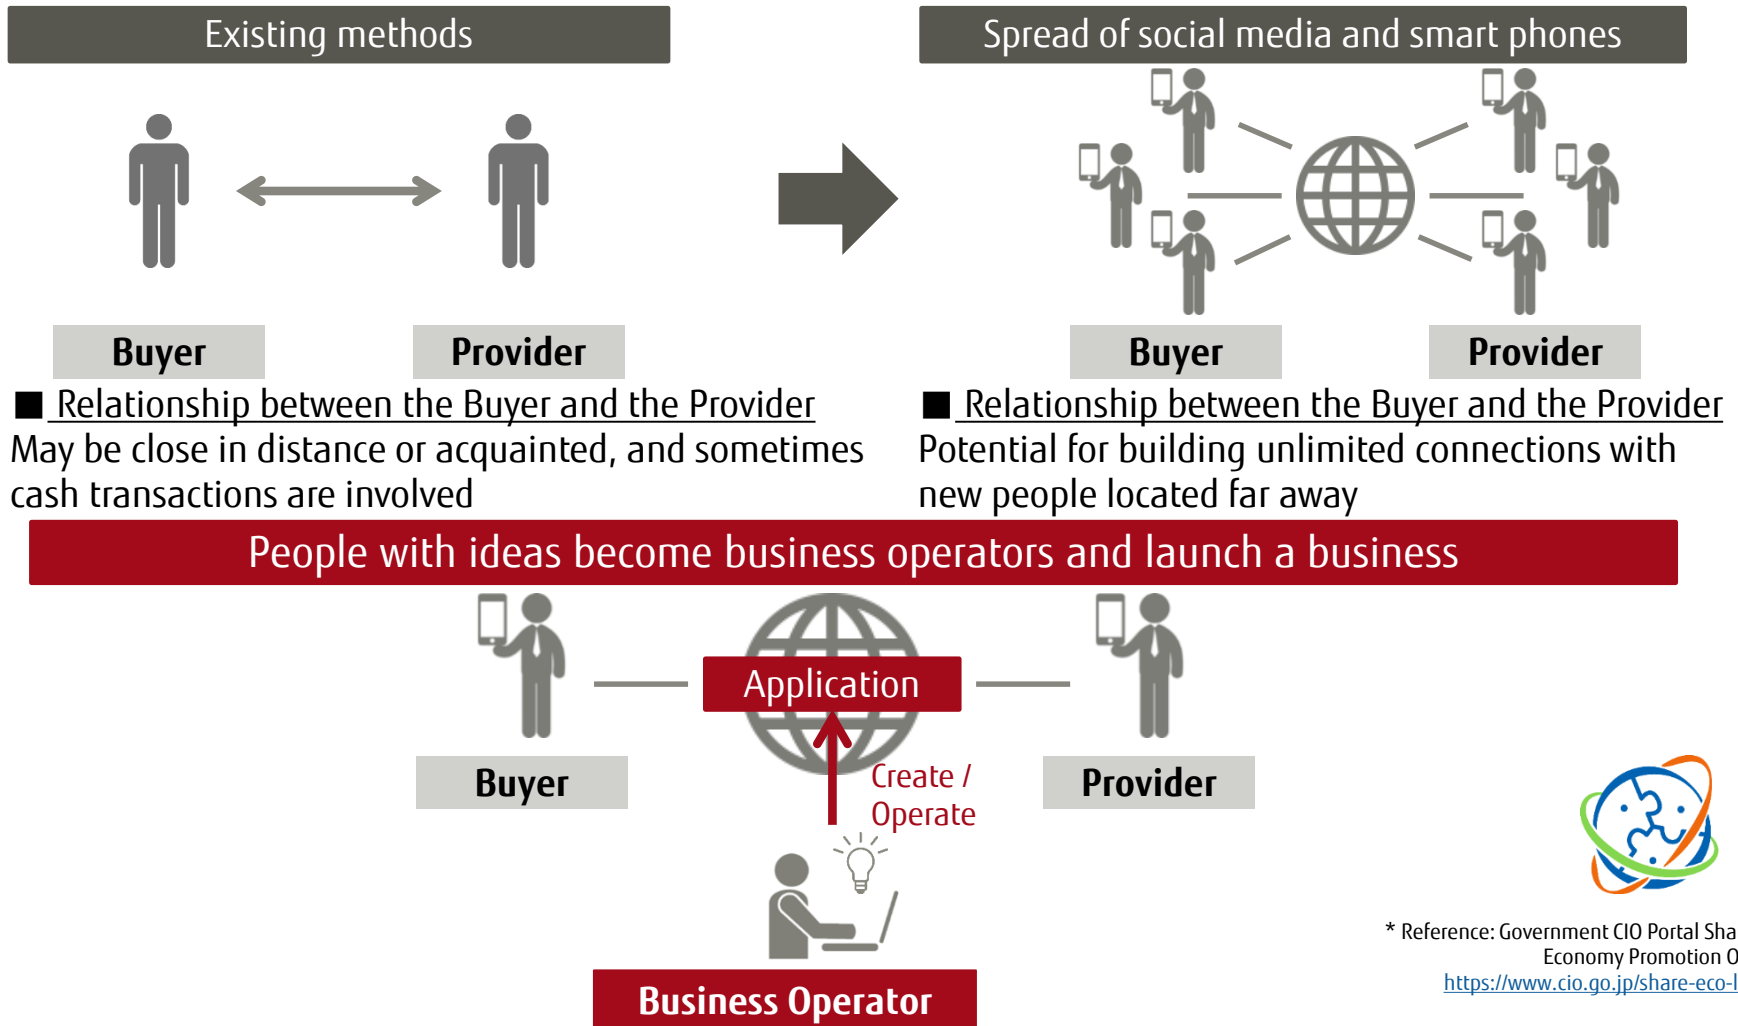 Existing methods
Spread of social media and smart phones
Buyer
Provider
Buyer
Provider
■ Relationship between the Buyer and the Provider
May be close in distance or acquainted, and sometimes
cash transactions are involved
■ Relationship between the Buyer and the Provider
Potential for building unlimited connections with
new people located far away
People with ideas become business operators and launch a business
Application
Buyer
Provider
Create /
Operate
Business Operator
* Reference: Government CIO Portal Sha
Economy Promotion O
https://www.cio.go.jp/share-eco-l